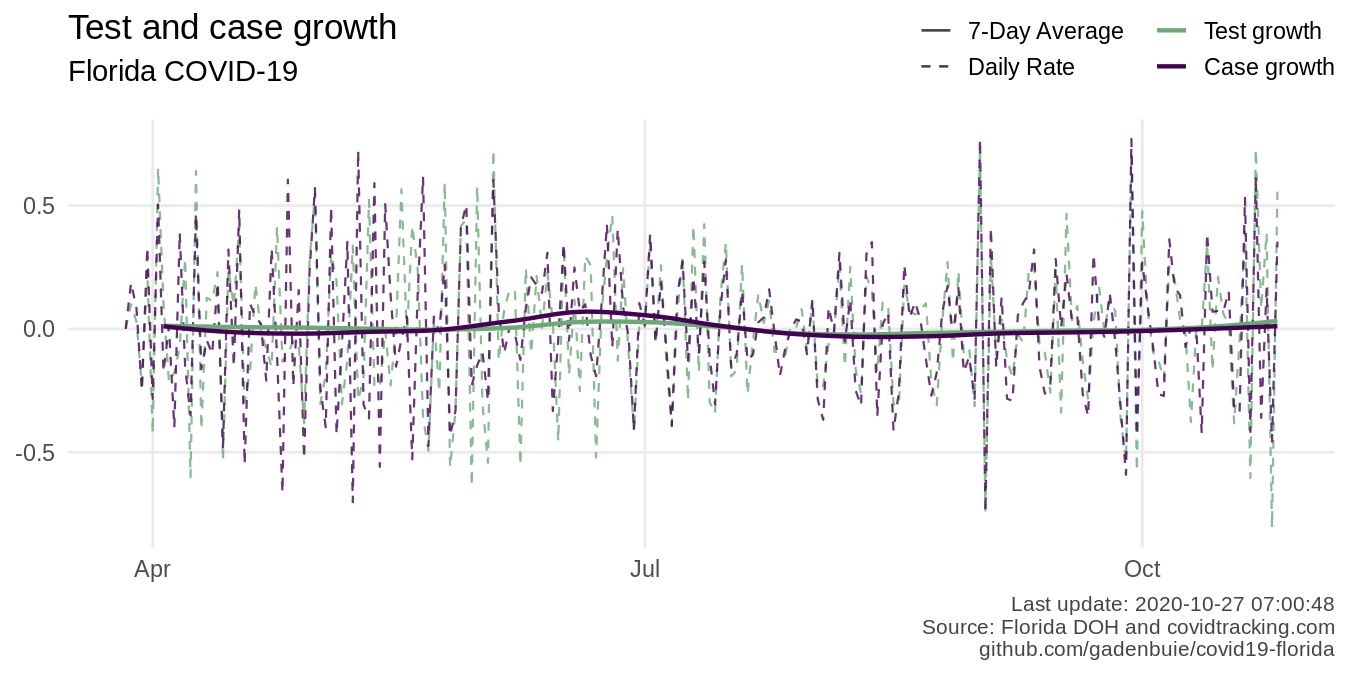 Test and case growth
Florida COVID-19
7-Day Average
Test growth
Daily Rate
Case growth
0.5
0.0
-0.5
Apr
Jul
Oct
Last update: 2020-10-27 07:00:48
Source: Florida DOH and covidtracking.com
github.com/gadenbuie/covid19-florida